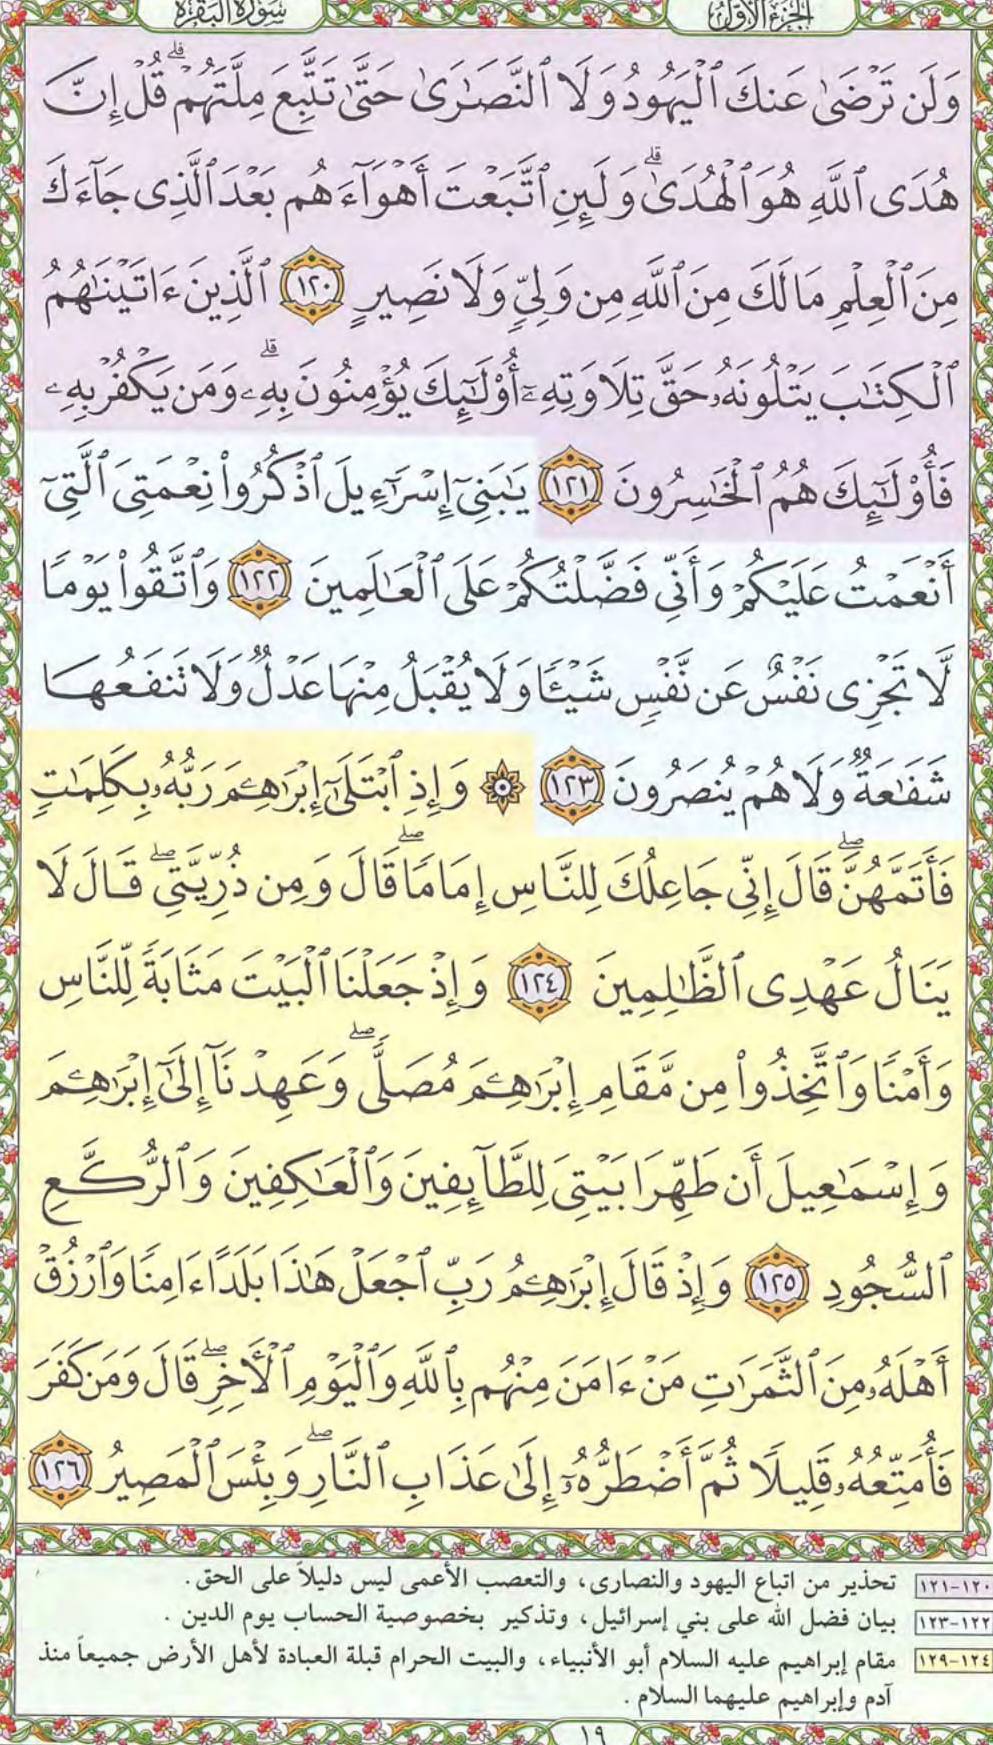 الجزء الأول
سورة البقرة
وَلَن تَرْضَىٰ عَنكَ ٱلْيَهُودُ وَلَا ٱلنَّصَٰرَىٰ حَتَّىٰ تَتَّبِعَ مِلَّتَهُمْ ۗ قُلْ إِنَّ
هُدَى ٱللَّهِ هُوَ ٱلْهُدَىٰ ۗ وَلَئِنِ ٱتَّبَعْتَ أَهْوَآءَهُم بَعْدَ ٱلَّذِى جَآءَكَ
مِنَ ٱلْعِلْمِ مَا لَكَ مِنَ ٱللَّهِ مِن وَلِىٍّ وَلَا نَصِيرٍ ١٢٠ ٱلَّذِينَ ءَاتَيْنَٰهُمُ
ٱلْكِتَٰبَ يَتْلُونَهُۥ حَقَّ تِلَاوَتِهِۦٓ أُو۟لَٰٓئِكَ يُؤْمِنُونَ بِهِۦ ۗ وَمَن يَكْفُرْ بِهِۦ
فَأُو۟لَٰٓئِكَ هُمُ ٱلْخَٰسِرُونَ ١٢١ يَٰبَنِىٓ إِسْرَٰٓءِيلَ ٱذْكُرُوا۟ نِعْمَتِىَ ٱلَّتِىٓ
أَنْعَمْتُ عَلَيْكُمْ وَأَنِّى فَضَّلْتُكُمْ عَلَى ٱلْعَٰلَمِينَ ١٢٢ وَٱتَّقُوا۟ يَوْمًا
لَّا تَجْزِى نَفْسٌ عَن نَّفْسٍ شَيْـًٔا وَلَا يُقْبَلُ مِنْهَا عَدْلٌ وَلَا تَنفَعُهَا
شَفَٰعَةٌ وَلَا هُمْ يُنصَرُونَ ١٢٣ ۞ وَإِذِ ٱبْتَلَىٰٓ إِبْرَٰهِـۧمَ رَبُّهُۥ بِكَلِمَٰتٍ
فَأَتَمَّهُنَّ ۖ قَالَ إِنِّى جَاعِلُكَ لِلنَّاسِ إِمَامًا ۖ قَالَ وَمِن ذُرِّيَّتِى ۖ قَالَ لَا
يَنَالُ عَهْدِى ٱلظَّٰلِمِينَ ١٢٤ وَإِذْ جَعَلْنَا ٱلْبَيْتَ مَثَابَةً لِّلنَّاسِ
وَأَمْنًا وَٱتَّخِذُوا۟ مِن مَّقَامِ إِبْرَٰهِـۧمَ مُصَلًّى ۖ وَعَهِدْنَآ إِلَىٰٓ إِبْرَٰهِـۧمَ
وَإِسْمَٰعِيلَ أَن طَهِّرَا بَيْتِىَ لِلطَّآئِفِينَ وَٱلْعَٰكِفِينَ وَٱلرُّكَّعِ
ٱلسُّجُودِ ١٢٥ وَإِذْ قَالَ إِبْرَٰهِـۧمُ رَبِّ ٱجْعَلْ هَٰذَا بَلَدًا ءَامِنًا وَٱرْزُقْ
أَهْلَهُۥ مِنَ ٱلثَّمَرَٰتِ مَنْ ءَامَنَ مِنْهُم بِٱللَّهِ وَٱلْيَوْمِ ٱلْءَاخِرِ ۖ قَالَ وَمَن كَفَرَ
فَأُمَتِّعُهُۥ قَلِيلًا ثُمَّ أَضْطَرُّهُۥٓ إِلَىٰ عَذَابِ ٱلنَّارِ ۖ وَبِئْسَ ٱلْمَصِيرُ ١٢٦
١٢٠-١٢١ تحذير من اتباع اليهود والنصارى، والتعصب الأعمى ليس دليلاً على الحق.
١٢٢-١٢٣ بيان فضل الله على بني إسرائيل، وتذكير بخصوصية الحساب يوم الدين.
١٢٤-١٢٩ مقام إبراهيم عليه السلام أبو الأنبياء، والبيت الحرام قبلة العبادة لأهل الأرض جميعاً منذ
آدم وإبراهيم عليهما السلام.
١٩